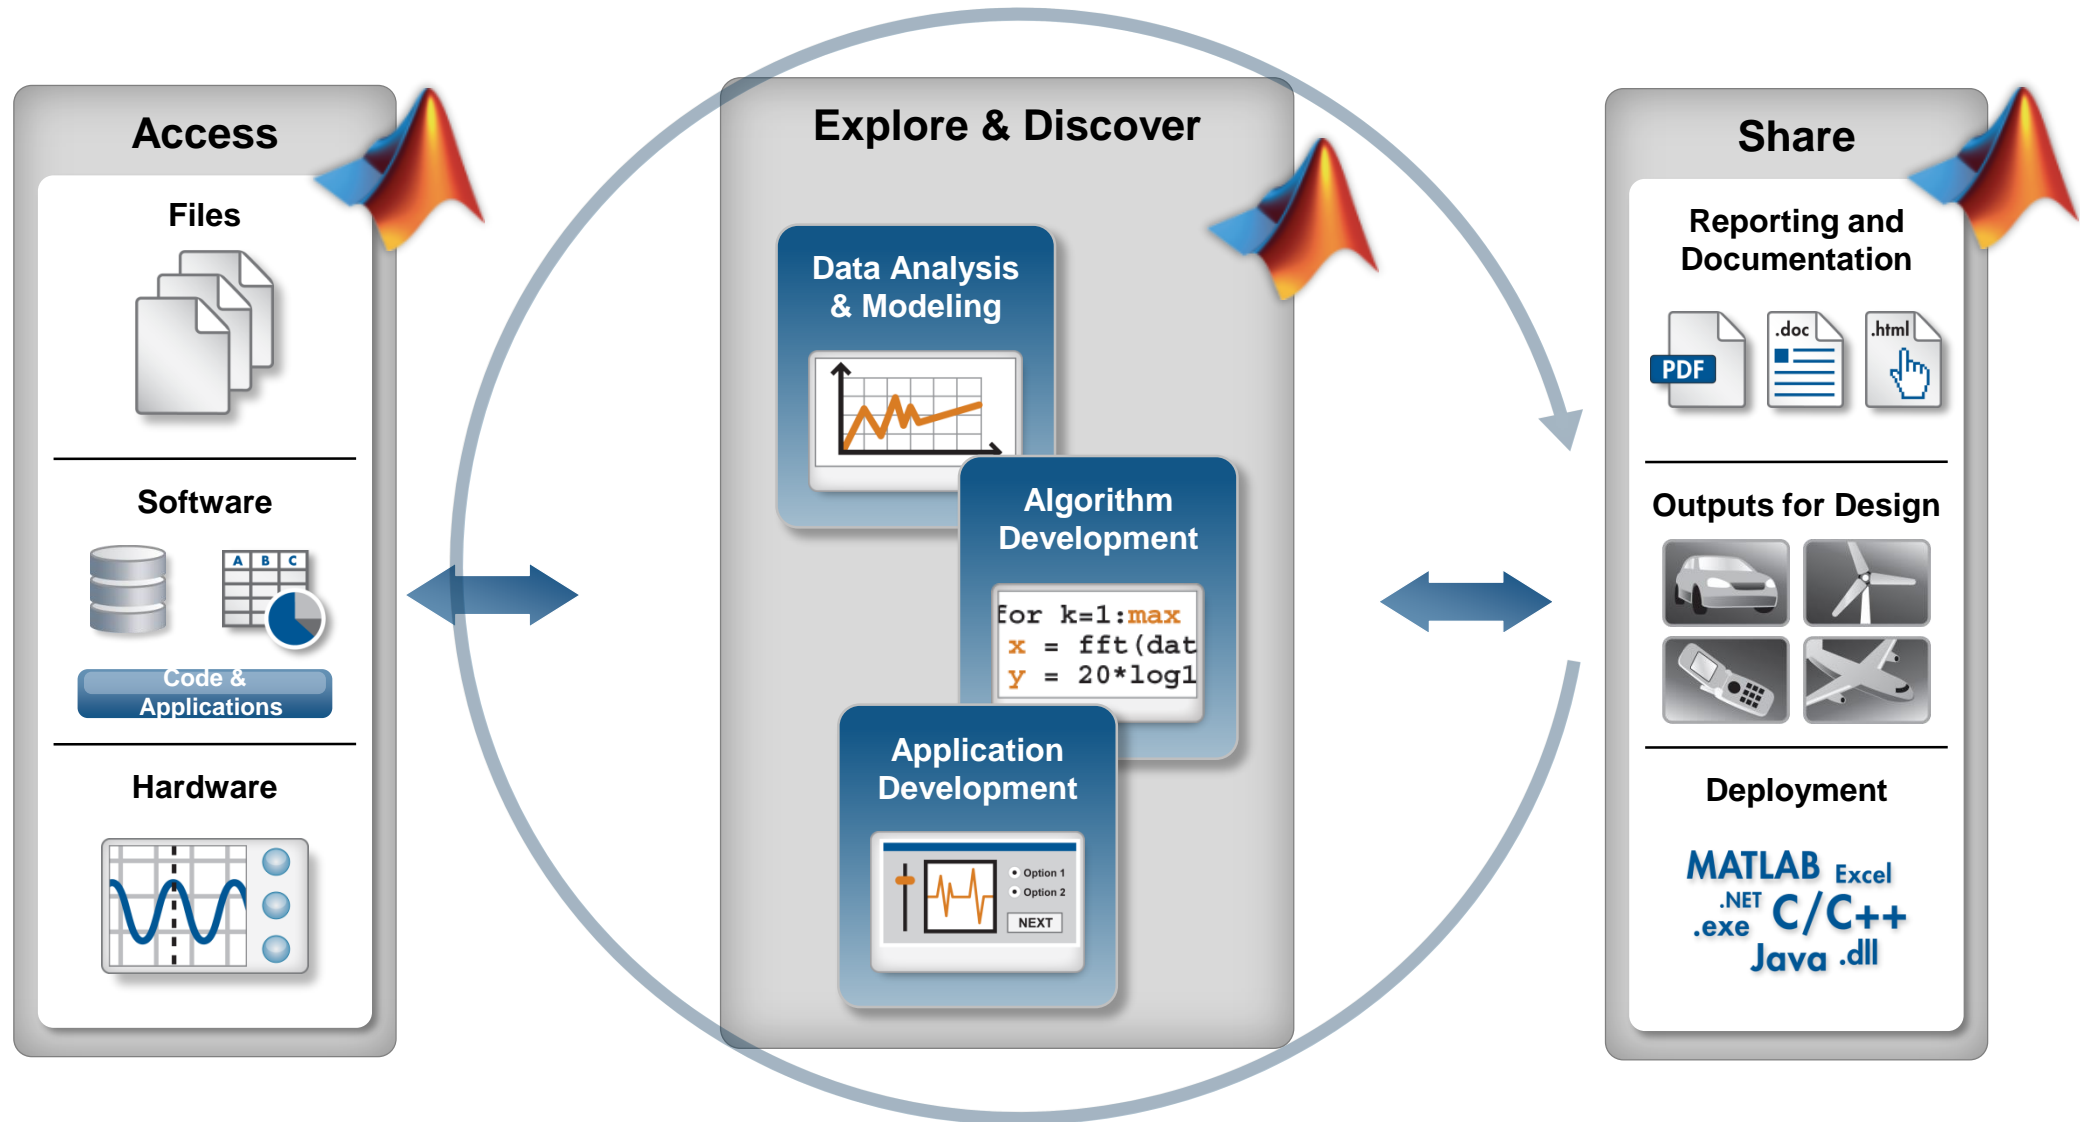 Access
Files
Software
A B C
Code &
Applications
Hardware
Explore & Discover
Data Analysis
& Modeling
Algorithm
Development
for k=1:max
x = fft(dat
y = 20*log1
Application
Development
Option 1
Option 2
NEXT
Share
Reporting and
Documentation
PDF
.doc
.html
Outputs for Design
Deployment
MATLAB Excel
.NET C/C++
.exe
Java .dll